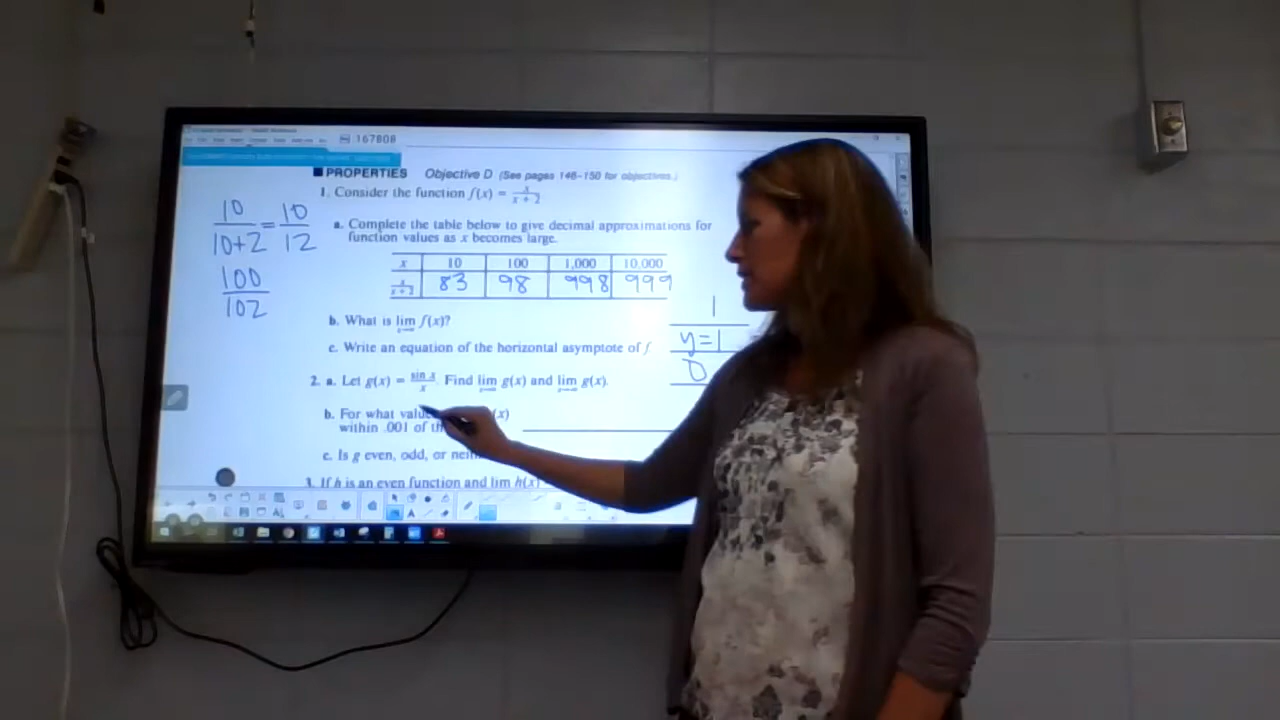 167808
PROPERTIES Objective D (See pages 146-150 for objectives.)
1. Consider the function f(x) = x / x + 2
10 / 10+2 = 10 / 12
100 / 102
a. Complete the table below to give decimal approximations for
function values as x becomes large.
x 10 100 1,000 10,000
x / x + 2 83 98 998 999
b. What is lim f(x)?
1
c. Write an equation of the horizontal asymptote of f.
y=1
2. a. Let g(x) = sin x / x. Find lim g(x) and lim g(x).
0
b. For what (x)
within .001 of
c. Is g even, odd, or
3. If h is an even function and lim h(x)